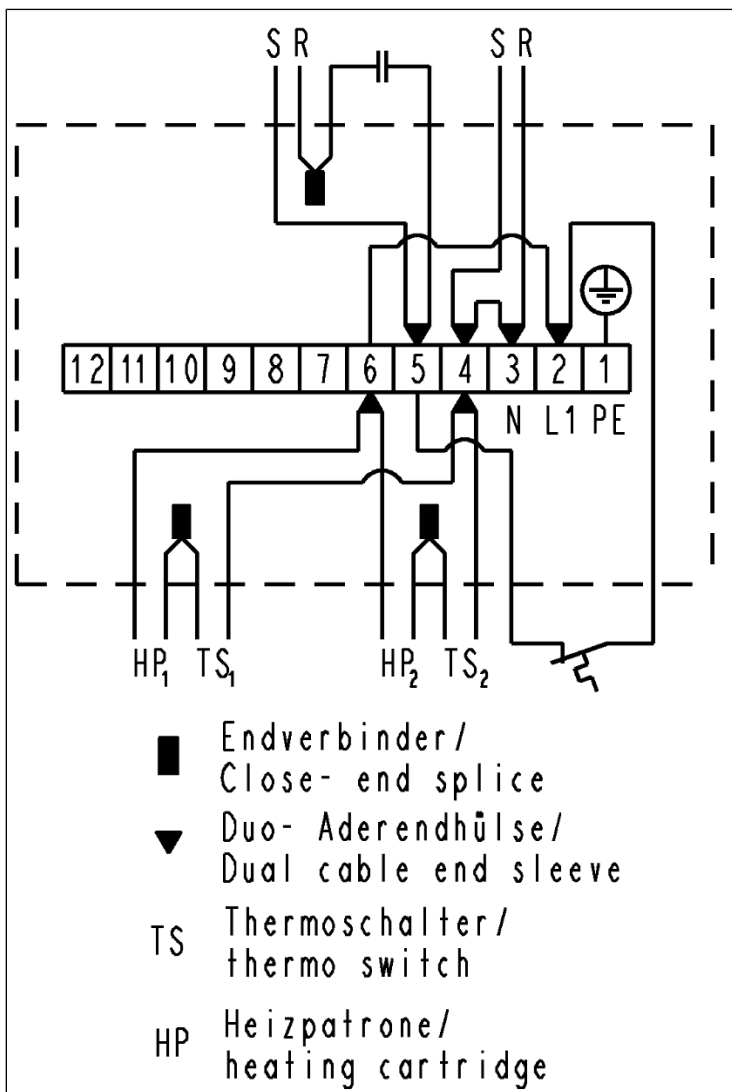 S R S R
12 11 10 9 8 7 6 5 4 3 2 1
N L1 PE
HP₁ TS₁ HP₂ TS₂
Endverbinder/
Close- end splice
Duo- Aderendhülse/
Dual cable end sleeve
TS Thermoschalter/
thermo switch
HP Heizpatrone/
heating cartridge